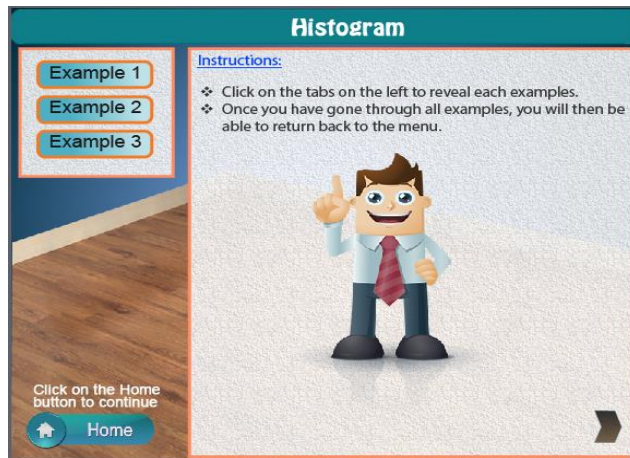 Histogram
Example 1
Example 2
Example 3
Instructions:
Click on the tabs on the left to reveal each examples.
Once you have gone through all examples, you will then be
able to return back to the menu.
Click on the Home
button to continue
Home